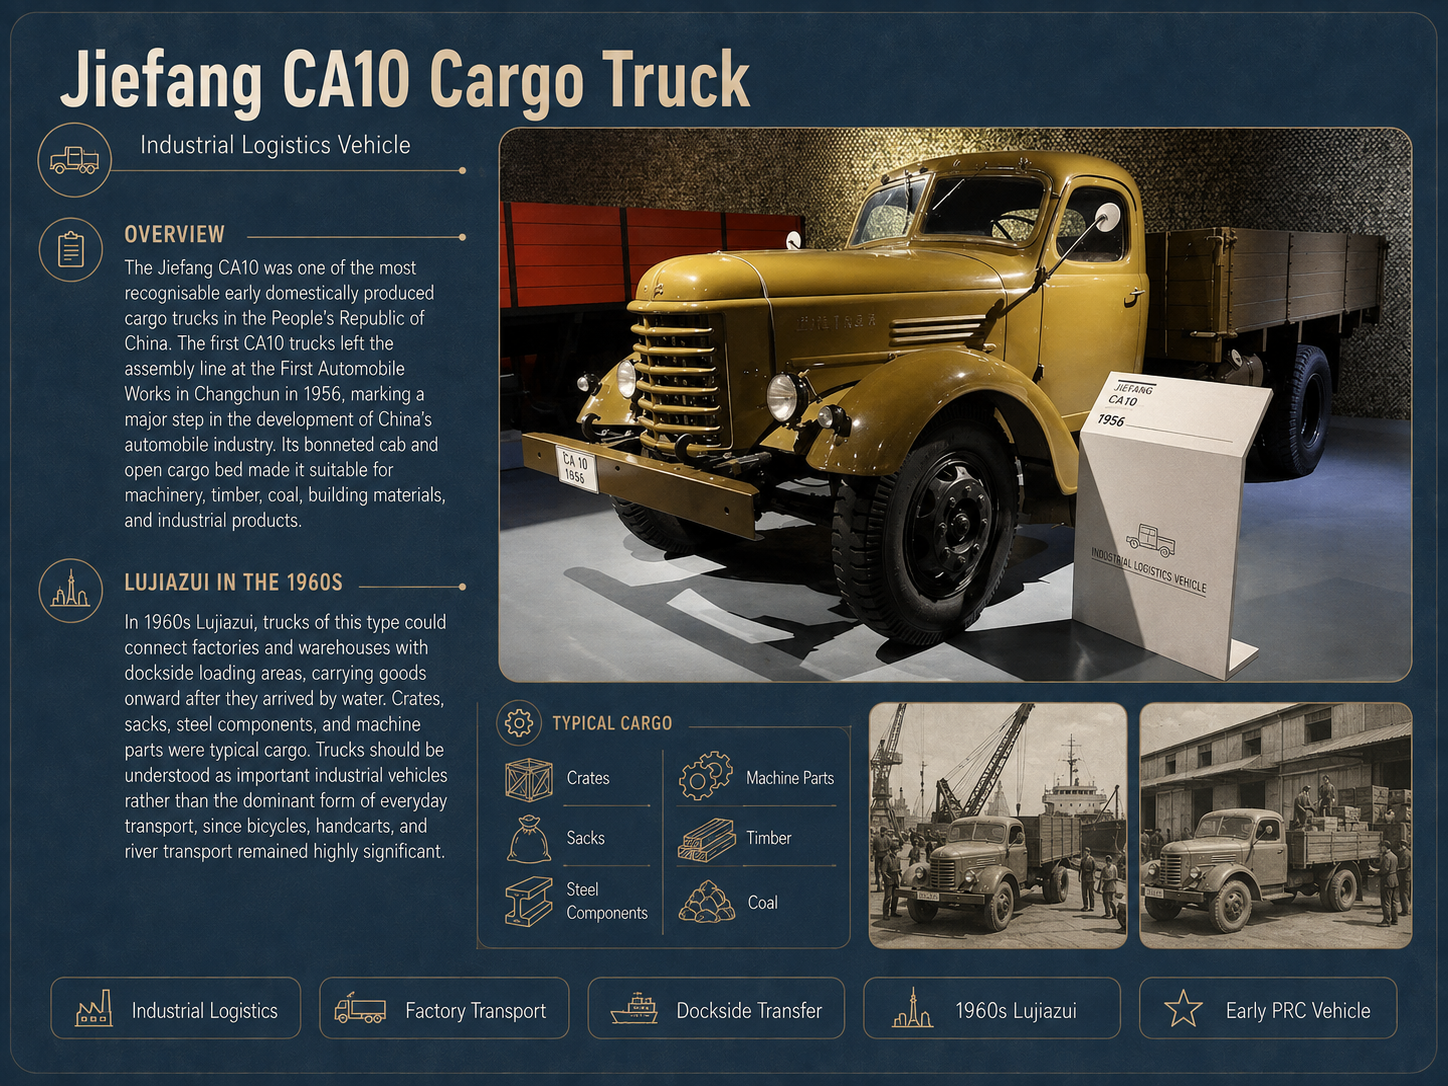 Jiefang CA10 Cargo Truck
Industrial Logistics Vehicle
OVERVIEW
The Jiefang CA10 was one of the most
recognisable early domestically produced
cargo trucks in the People's Republic of
China. The first CA10 trucks left the
assembly line at the First Automobile
Works in Changchun in 1956, marking a
major step in the development of China's
automobile industry. Its bonneted cab and
open cargo bed made it suitable for
machinery, timber, coal, building materials,
and industrial products.
LUJIAZUI IN THE 1960S
In 1960s Lujiazui, trucks of this type could
connect factories and warehouses with
dockside loading areas, carrying goods
onward after they arrived by water. Crates,
sacks, steel components, and machine
parts were typical cargo. Trucks should be
understood as important industrial vehicles
rather than the dominant form of everyday
transport, since bicycles, handcarts, and
river transport remained highly significant.
CA 10
1856
JIEFANG
CA10
1956
INDUSTRIAL LOGISTICS VEHICLE
TYPICAL CARGO
Crates
Machine Parts
Sacks
Timber
Steel
Components
Coal
Industrial Logistics
Factory Transport
Dockside Transfer
1960s Lujiazui
Early PRC Vehicle